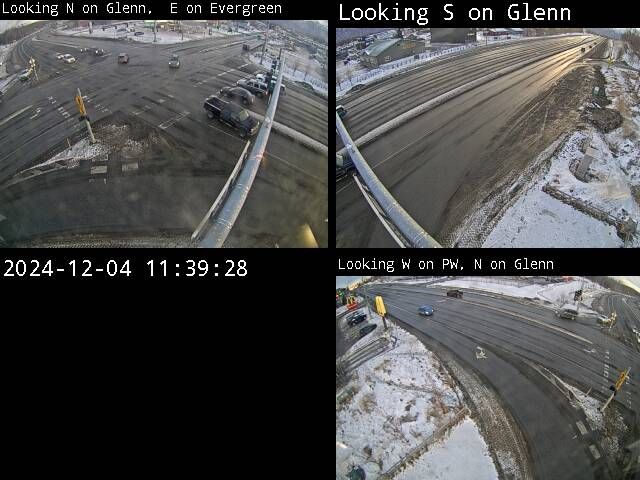 Looking N on Glenn,  E on Evergreen
Looking S on Glenn
2024-12-04 11:39:28
Looking W on PW, N on Glenn